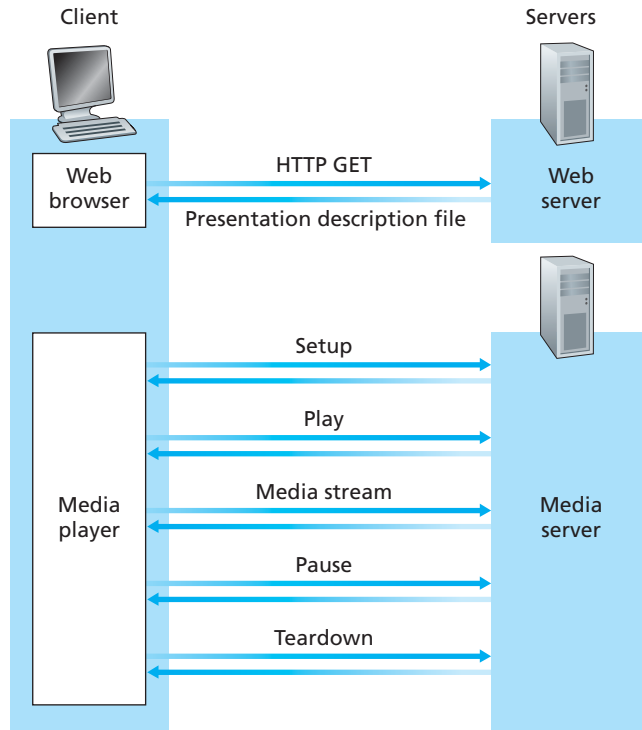 Client
Servers
Web
browser
HTTP GET
Presentation description file
Web
server
Setup
Play
Media stream
Pause
Teardown
Media
player
Media
server